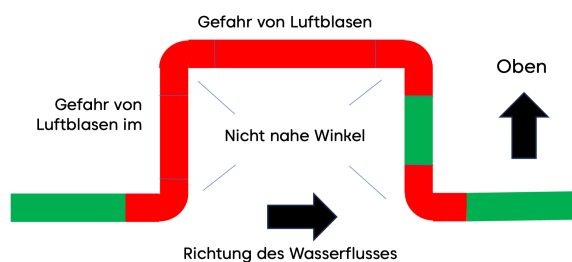 Gefahr von Luftblasen
Oben
Gefahr von
Luftblasen im
Nicht nahe Winkel
Richtung des Wasserflusses